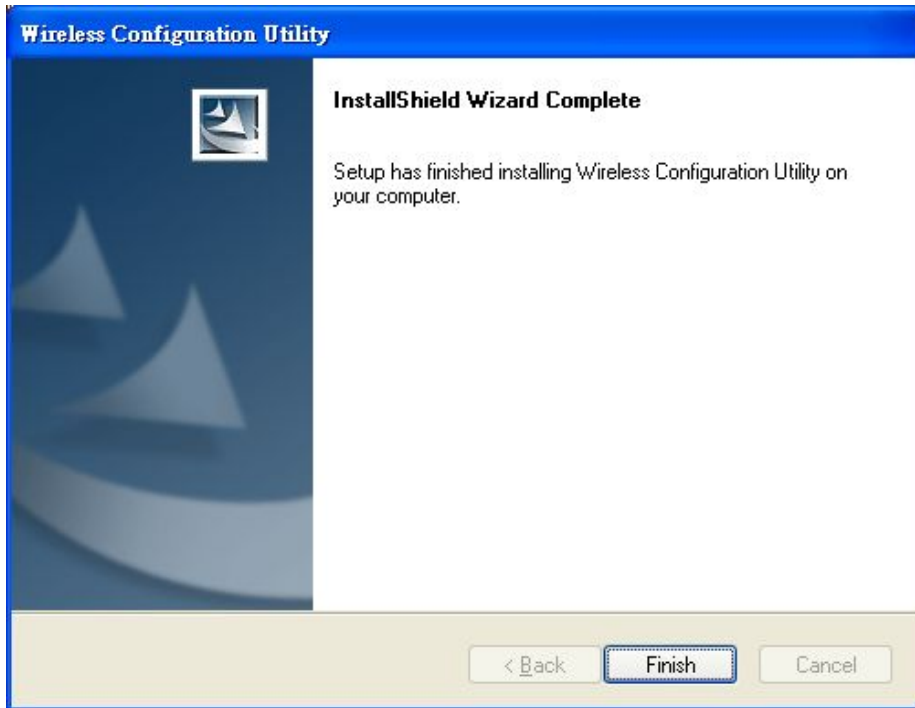 Wireless Configuration Utility
InstallShield Wizard Complete
Setup has finished installing Wireless Configuration Utility on
your computer.
< Back
Finish
Cancel